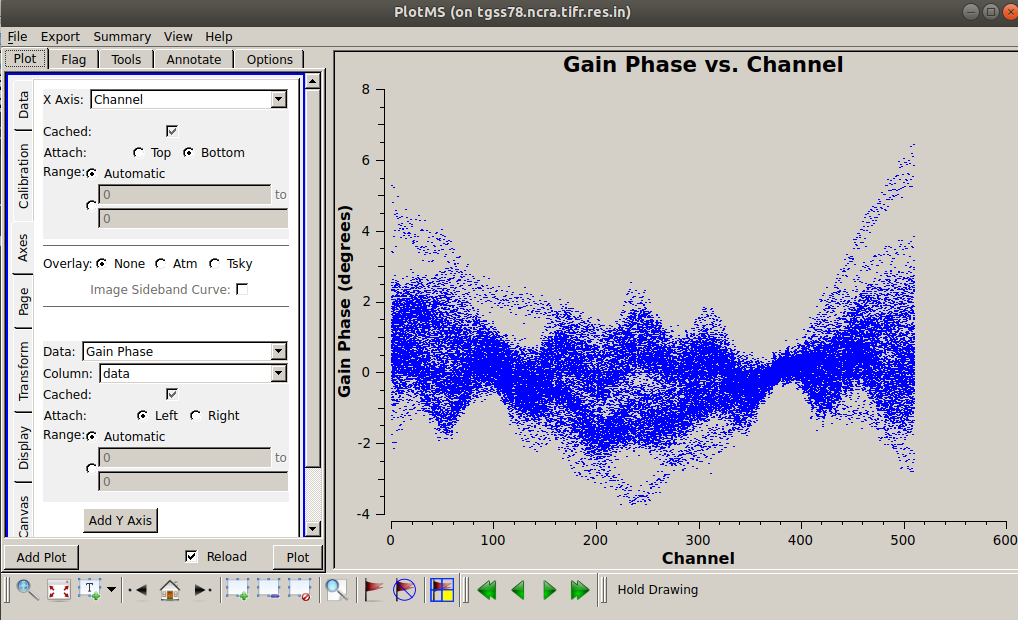 PlotMS (on tgss78.ncra.tifr.res.in)
File Export Summary View Help
Plot Flag Tools Annotate Options
Data
Calibration
Axes
Page
Transform
Display
Canvas
X Axis: Channel
Cached:
Attach: Top Bottom
Range: Automatic
0 to
0
Overlay: None Atm Tsky
Image Sideband Curve:
Data: Gain Phase
Column: data
Cached:
Attach: Left Right
Range: Automatic
0 to
0
Add Y Axis
Add Plot Reload Plot
Gain Phase vs. Channel
Gain Phase (degrees)
8
6
4
2
0
-2
-4
0 100 200 300 400 500 600
Channel
T
Hold Drawing